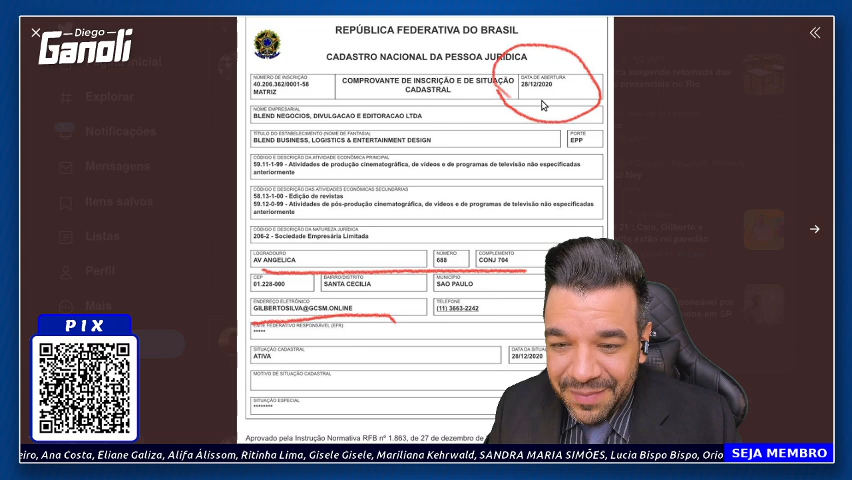 Diego
Ganoli
REPÚBLICA FEDERATIVA DO BRASIL
CADASTRO NACIONAL DA PESSOA JURÍDICA
NÚMERO DE INSCRIÇÃO
40.206.362/0001-58
MATRIZ
COMPROVANTE DE INSCRIÇÃO E DE SITUAÇÃO
CADASTRAL
DATA DE ABERTURA
28/12/2020
NOME EMPRESARIAL
BLEND NEGOCIOS, DIVULGACAO E EDITORACAO LTDA
TÍTULO DO ESTABELECIMENTO (NOME DE FANTASIA)
BLEND BUSINESS, LOGISTICS & ENTERTAINMENT DESIGN
PORTE
EPP
CÓDIGO E DESCRIÇÃO DA ATIVIDADE ECONÔMICA PRINCIPAL
59.11-1-99 - Atividades de produção cinematográfica, de vídeos e de programas de televisão não especificadas
anteriormente
CÓDIGO E DESCRIÇÃO DAS ATIVIDADES ECONÔMICAS SECUNDÁRIAS
58.13-1-00 - Edição de revistas
59.12-0-99 - Atividades de pós-produção cinematográfica, de vídeos e de programas de televisão não especificadas
anteriormente
CÓDIGO E DESCRIÇÃO DA NATUREZA JURÍDICA
206-2 - Sociedade Empresária Limitada
LOGRADOURO
AV ANGELICA
NÚMERO
688
COMPLEMENTO
CONJ 704
CEP
01.228-000
BAIRRO/DISTRITO
SANTA CECILIA
MUNICÍPIO
SAO PAULO
ENDEREÇO ELETRÔNICO
GILBERTOSILVA@GCSM.ONLINE
TELEFONE
(11) 3663-2242
ENTE FEDERATIVO RESPONSÁVEL (EFR)
*****
SITUAÇÃO CADASTRAL
ATIVA
DATA DA SITUA
28/12/2020
MOTIVO DE SITUAÇÃO CADASTRAL
SITUAÇÃO ESPECIAL
********
Aprovado pela Instrução Normativa RFB nº 1.863, de 27 de dezembro de
Explorar
Notificações
Mensagens
Itens salvos
Listas
Perfil
Mais
PIX
eiro, Ana Costa, Eliane Galiza, Alifa Álissom, Ritinha Lima, Gisele Gisele, Mariliana Kehrwald, SANDRA MARIA SIMÕES, Lucia Bispo Bispo, Orio
SEJA MEMBRO